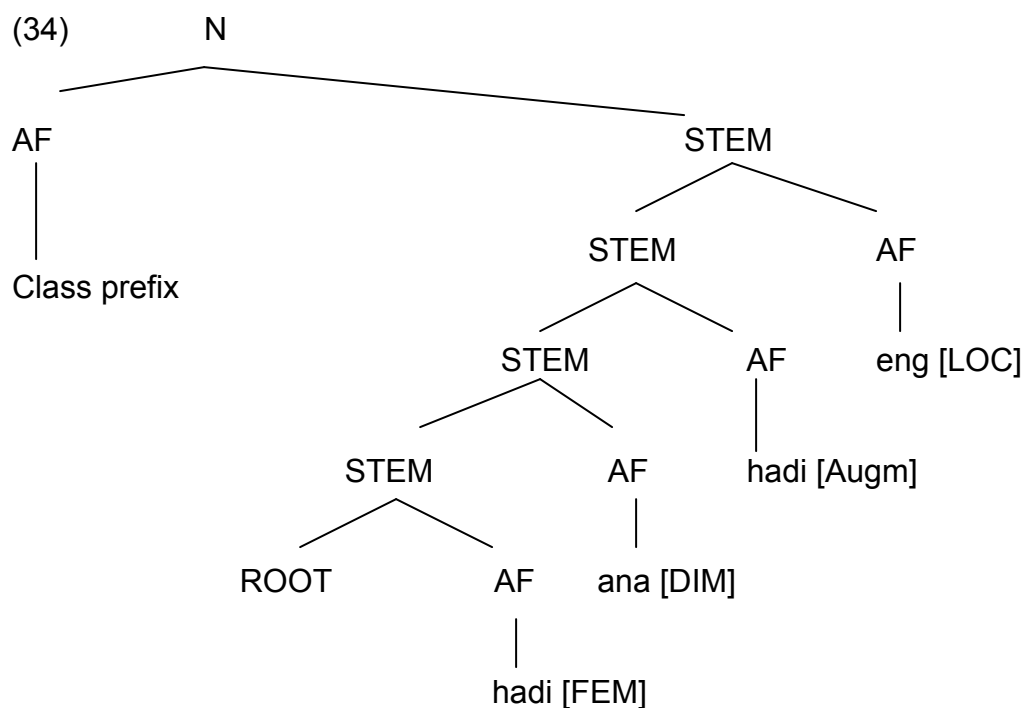 (34) N
AF STEM
STEM AF
Class prefix
STEM AF eng [LOC]
STEM AF hadi [Augm]
ROOT AF ana [DIM]
hadi [FEM]